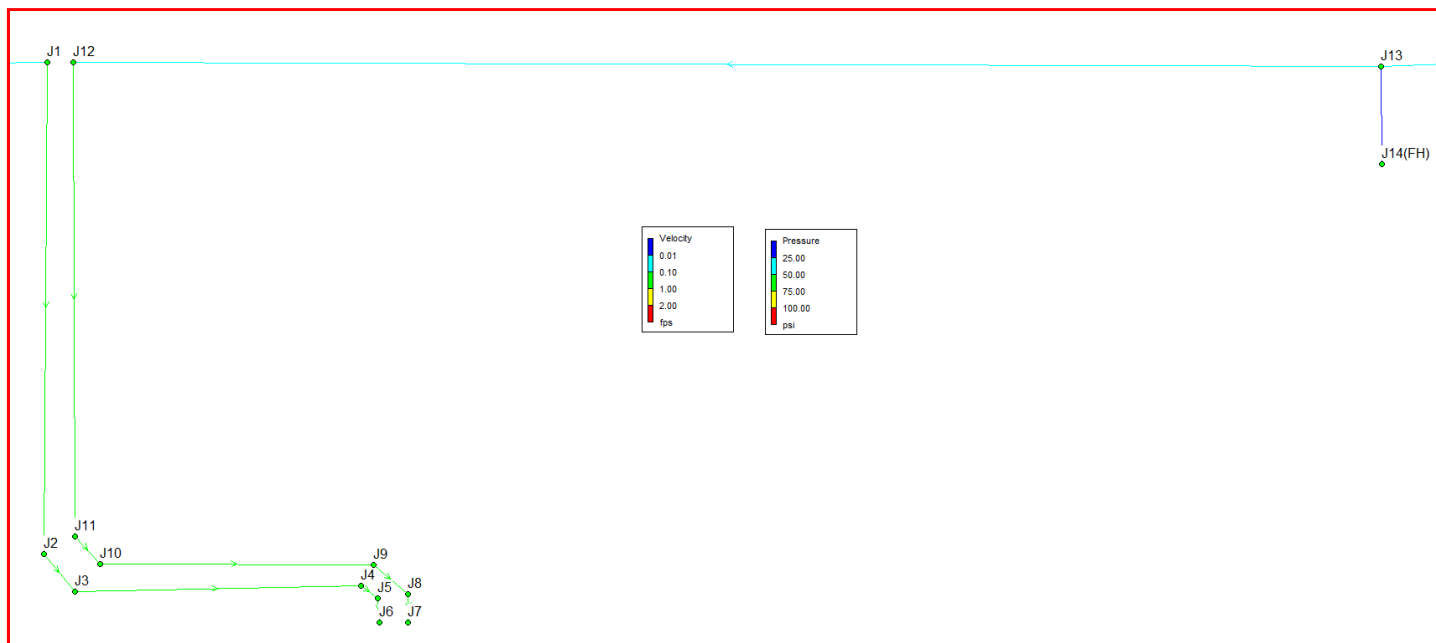 J1 J12
J13
J14(FH)
Velocity
0.01
0.10
1.00
2.00
fps
Pressure
25.00
50.00
75.00
100.00
psi
J11
J2
J10
J9
J3
J4
J5
J8
J6
J7